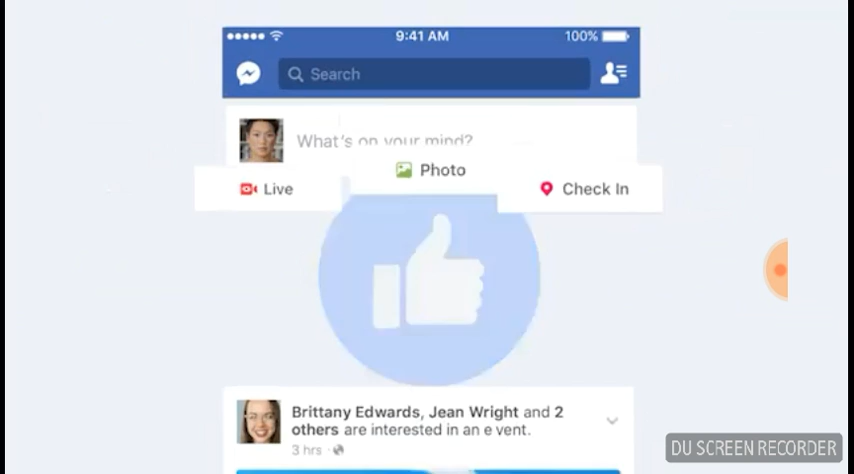 9:41 AM
100%
Search
What's on your mind?
Live
Photo
Check In
Brittany Edwards, Jean Wright and 2
others are interested in an e vent.
3 hrs
DU SCREEN RECORDER